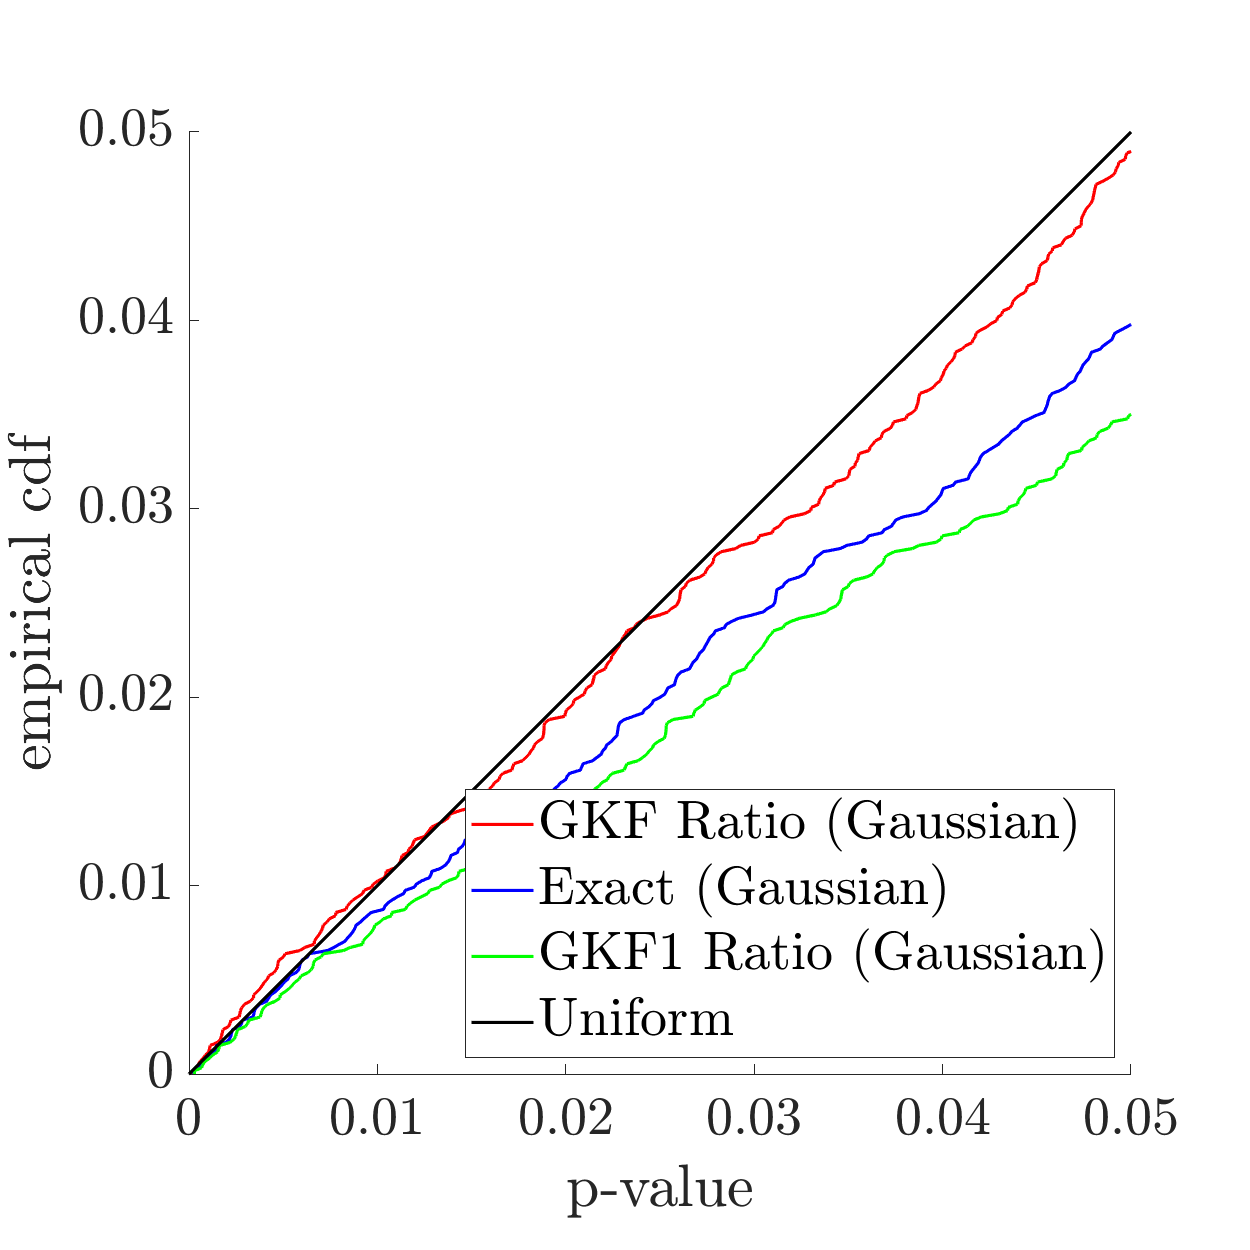 0.05
0.04
0.03
0.02
0.01
0
empirical cdf
GKF Ratio (Gaussian)
Exact (Gaussian)
GKF1 Ratio (Gaussian)
Uniform
0 0.01 0.02 0.03 0.04 0.05
p-value